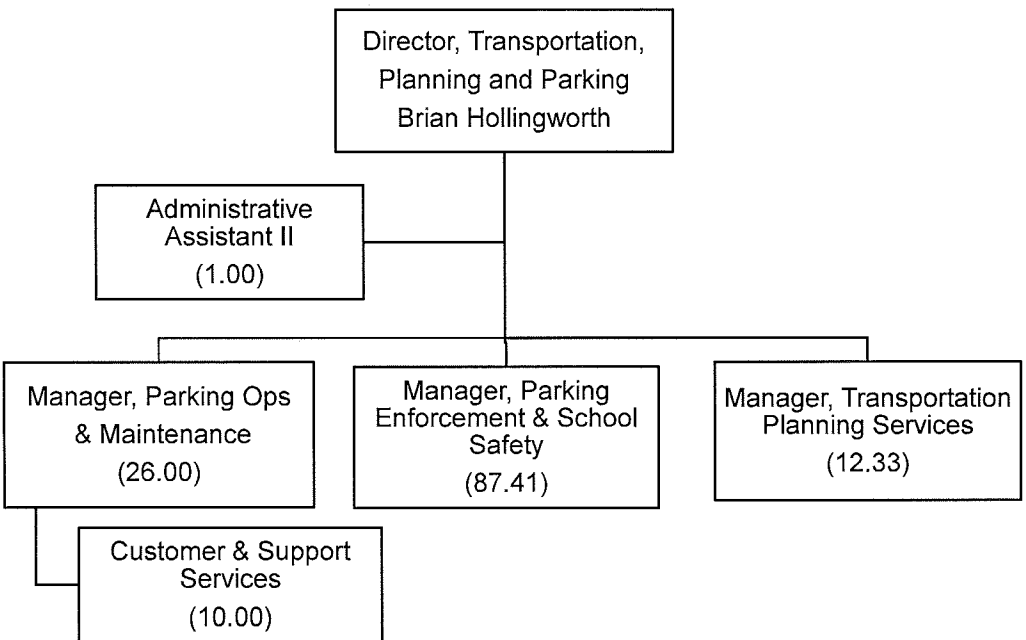 Director, Transportation,
Planning and Parking
Brian Hollingworth
Administrative
Assistant II
(1.00)
Manager, Parking Ops
& Maintenance
(26.00)
Manager, Parking
Enforcement & School
Safety
(87.41)
Manager, Transportation
Planning Services
(12.33)
Customer & Support
Services
(10.00)